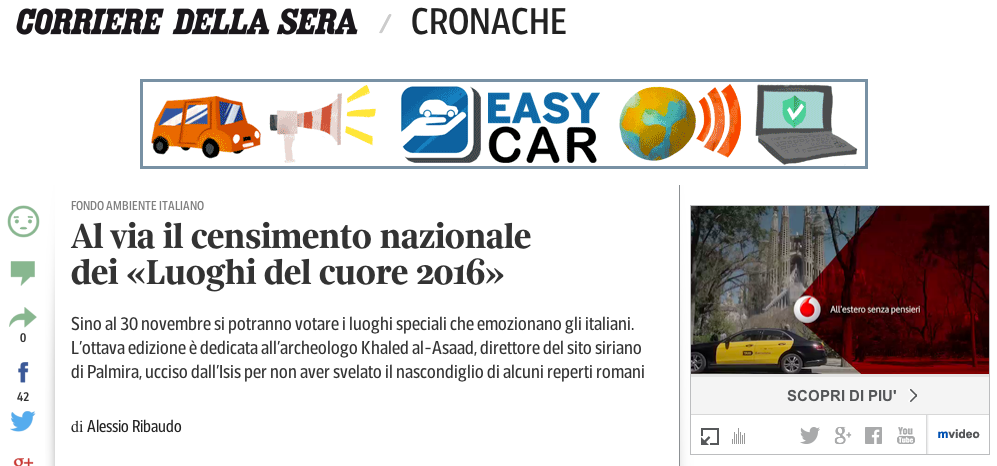 CORRIERE DELLA SERA / CRONACHE
EASY
CAR
FONDO AMBIENTE ITALIANO
Al via il censimento nazionale
dei «Luoghi del cuore 2016»
Sino al 30 novembre si potranno votare i luoghi speciali che emozionano gli italiani.
L'ottava edizione è dedicata all'archeologo Khaled al-Asaad, direttore del sito siriano
di Palmira, ucciso dall'Isis per non aver svelato il nascondiglio di alcuni reperti romani
di Alessio Ribaudo
0
42
All'estero senza pensieri
SCOPRI DI PIU'
You
Tube
mvideo